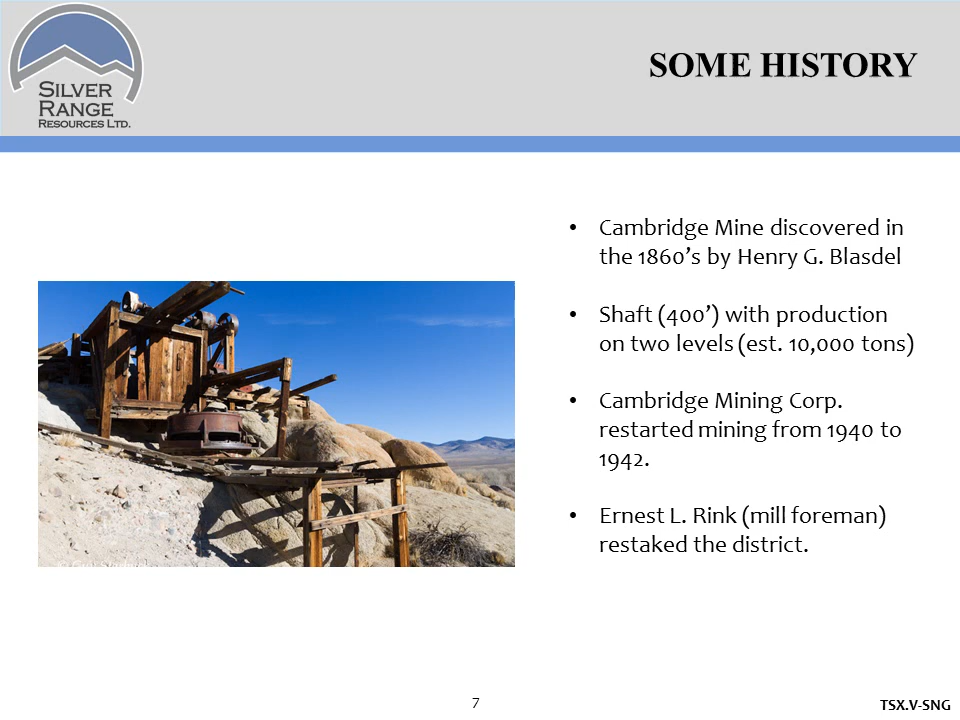 SILVER
RANGE
RESOURCES LTD.
SOME HISTORY
• Cambridge Mine discovered in
the 1860’s by Henry G. Blasdel
• Shaft (400’) with production
on two levels (est. 10,000 tons)
• Cambridge Mining Corp.
restarted mining from 1940 to
1942.
• Ernest L. Rink (mill foreman)
restaked the district.
7
TSX.V-SNG